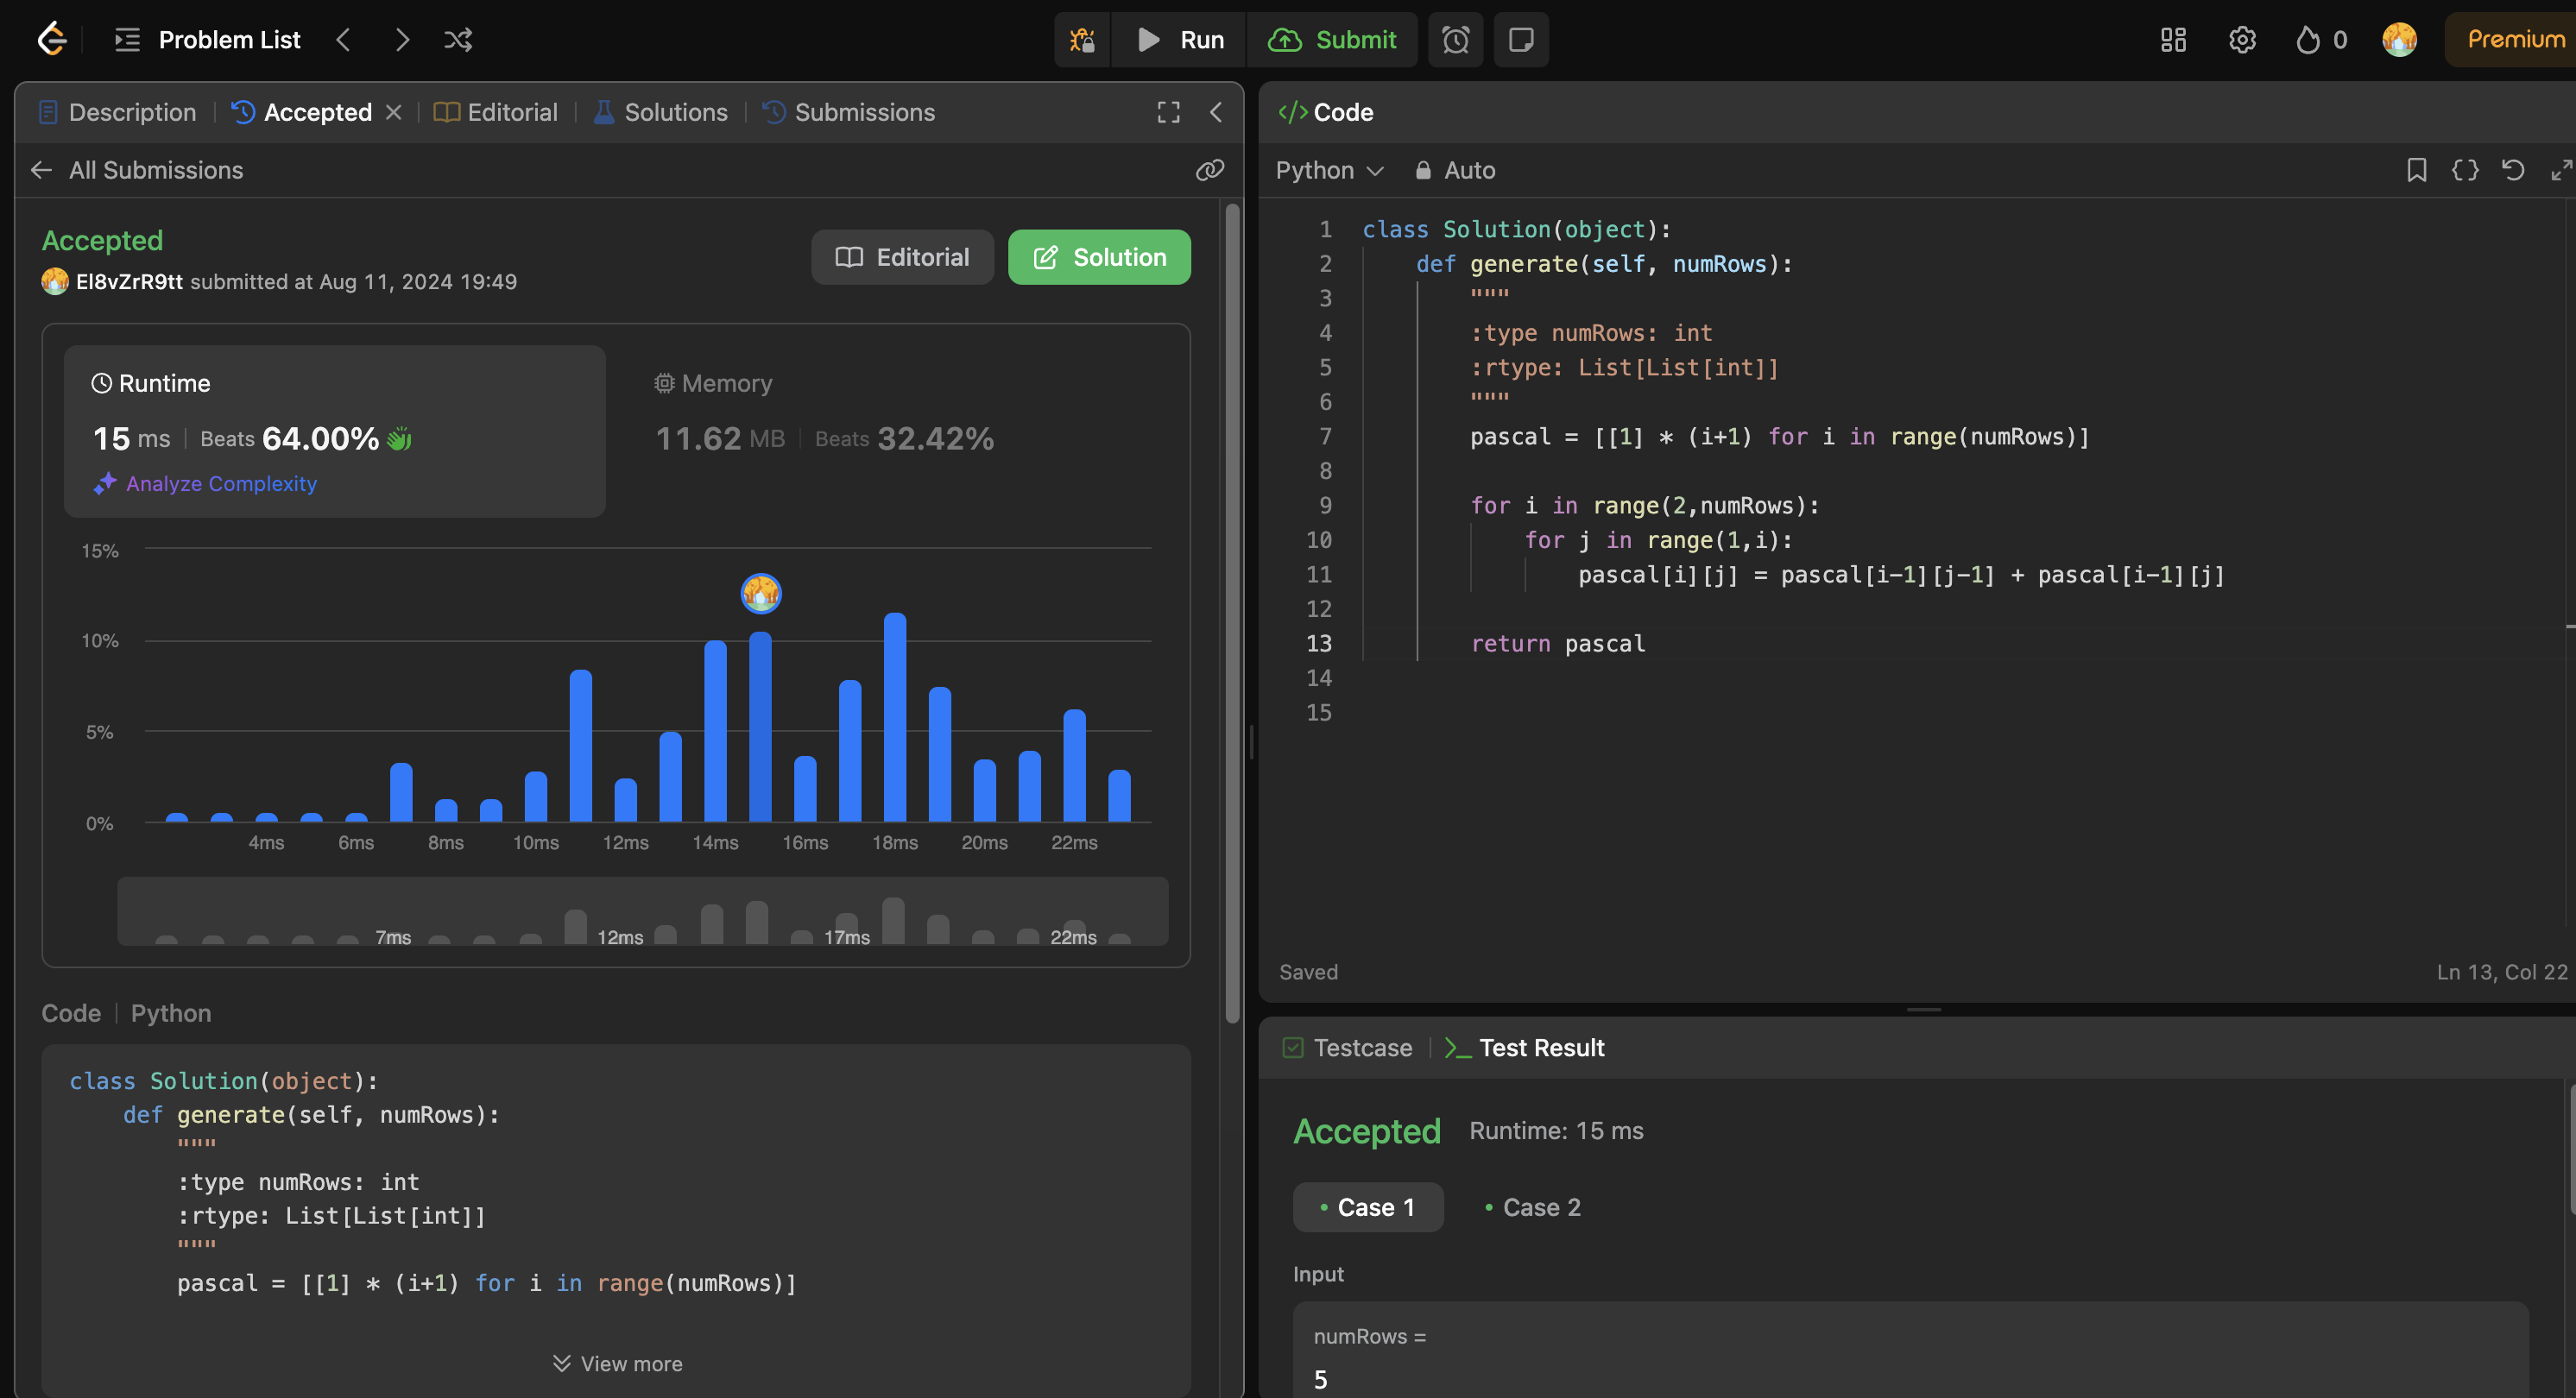 Problem List
Run
Submit
0
Premium
Description
Accepted
Editorial
Solutions
Submissions
All Submissions
Accepted
El8vZrR9tt submitted at Aug 11, 2024 19:49
Editorial
Solution
Runtime
15 ms | Beats 64.00%
Analyze Complexity
Memory
11.62 MB | Beats 32.42%
15%
10%
5%
0%
4ms 6ms 8ms 10ms 12ms 14ms 16ms 18ms 20ms 22ms
7ms 12ms 17ms 22ms
Code | Python
class Solution(object):
    def generate(self, numRows):
        """
        :type numRows: int
        :rtype: List[List[int]]
        """
        pascal = [[1] * (i+1) for i in range(numRows)]
View more
</> Code
Python
Auto
1 class Solution(object):
2     def generate(self, numRows):
3         """
4         :type numRows: int
5         :rtype: List[List[int]]
6         """
7         pascal = [[1] * (i+1) for i in range(numRows)]
8
9         for i in range(2,numRows):
10             for j in range(1,i):
11                 pascal[i][j] = pascal[i-1][j-1] + pascal[i-1][j]
12
13         return pascal
14
15
Saved
Ln 13, Col 22
Testcase
>_ Test Result
Accepted
Runtime: 15 ms
• Case 1
• Case 2
Input
numRows =
5